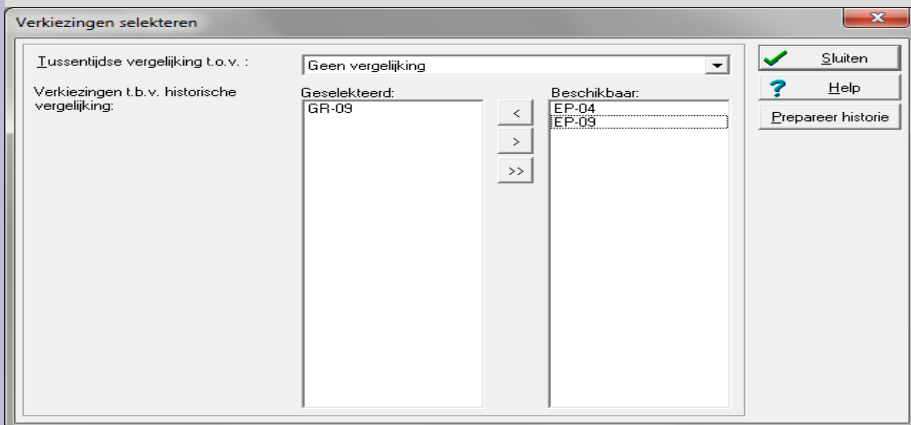 Verkiezingen selekteren
Tussentijdse vergelijking t.o.v. :
Geen vergelijking
Verkiezingen t.b.v. historische
vergelijking:
Geselekteerd:
GR-09
<
>
>>
Beschikbaar:
EP-04
EP-09
Sluiten
? Help
Prepareer historie